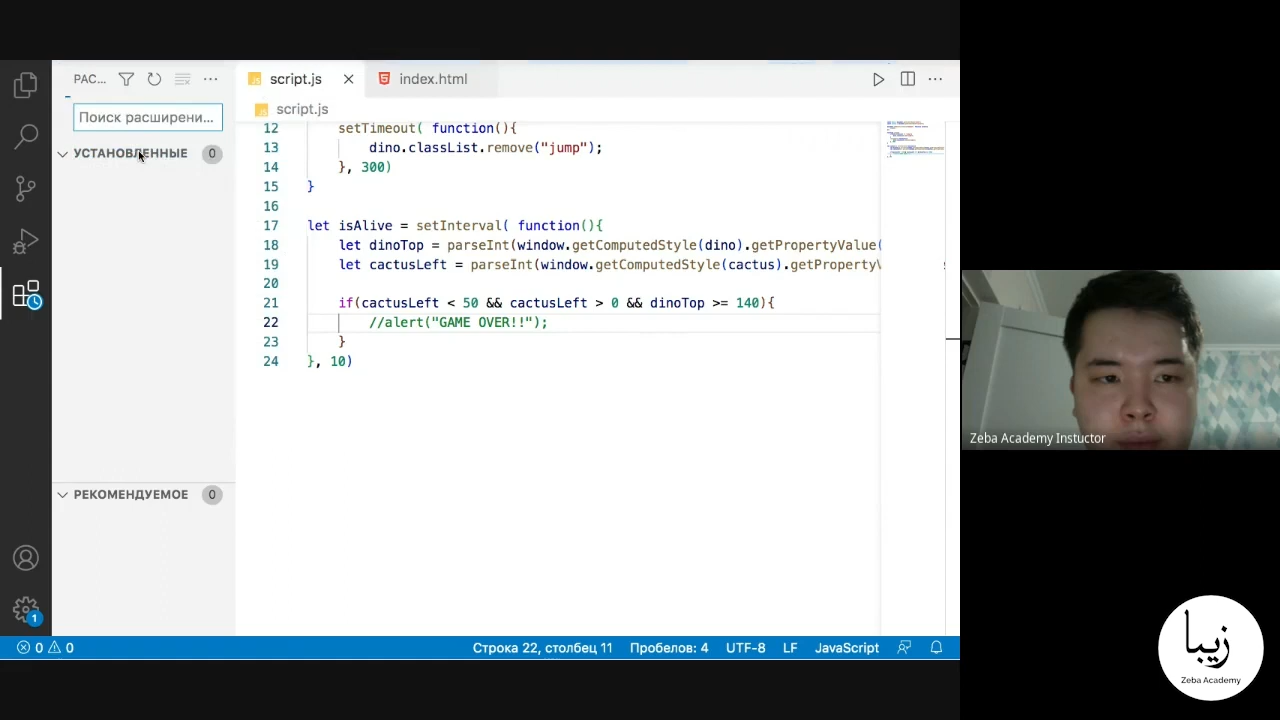 РАС...
Поиск расширени...
УСТАНОВЛЕННЫЕ 0
РЕКОМЕНДУЕМОЕ 0
1
script.js
index.html
script.js
12 setTimeout( function(){
13 dino.classList.remove("jump");
14 }, 300)
15 }
16
17 let isAlive = setInterval( function(){
18 let dinoTop = parseInt(window.getComputedStyle(dino).getPropertyValue(
19 let cactusLeft = parseInt(window.getComputedStyle(cactus).getPropertyV
20
21 if(cactusLeft < 50 && cactusLeft > 0 && dinoTop >= 140){
22 //alert("GAME OVER!!");
23 }
24 }, 10)
0 0
Строка 22, столбец 11 Пробелов: 4 UTF-8 LF JavaScript
Zeba Academy Instuctor
زيبا
Zeba Academy